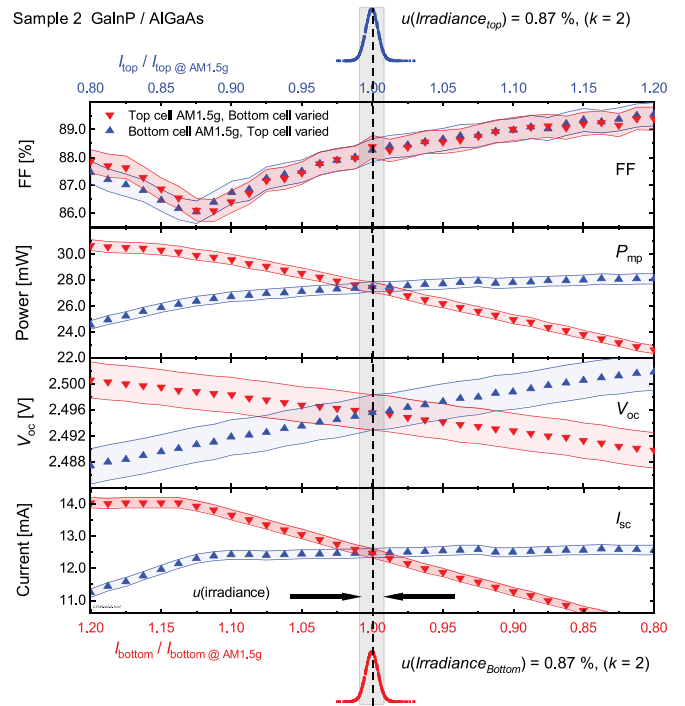 Sample 2 GaInP / AlGaAs
u(Irradiance_top) = 0.87 %, (k = 2)
I_top / I_top @ AM1.5g
0.80 0.85 0.90 0.95 1.00 1.05 1.10 1.15 1.20
Top cell AM1.5g, Bottom cell varied
Bottom cell AM1.5g, Top cell varied
FF [%]
89.0
88.0
87.0
86.0
FF
Power [mW]
30.0
28.0
26.0
24.0
22.0
P_mp
V_oc [V]
2.500
2.496
2.492
2.488
V_oc
Current [mA]
14.0
13.0
12.0
11.0
I_sc
u(irradiance)
1.20 1.15 1.10 1.05 1.00 0.95 0.90 0.85 0.80
I_bottom / I_bottom @ AM1.5g
u(Irradiance_Bottom) = 0.87 %, (k = 2)